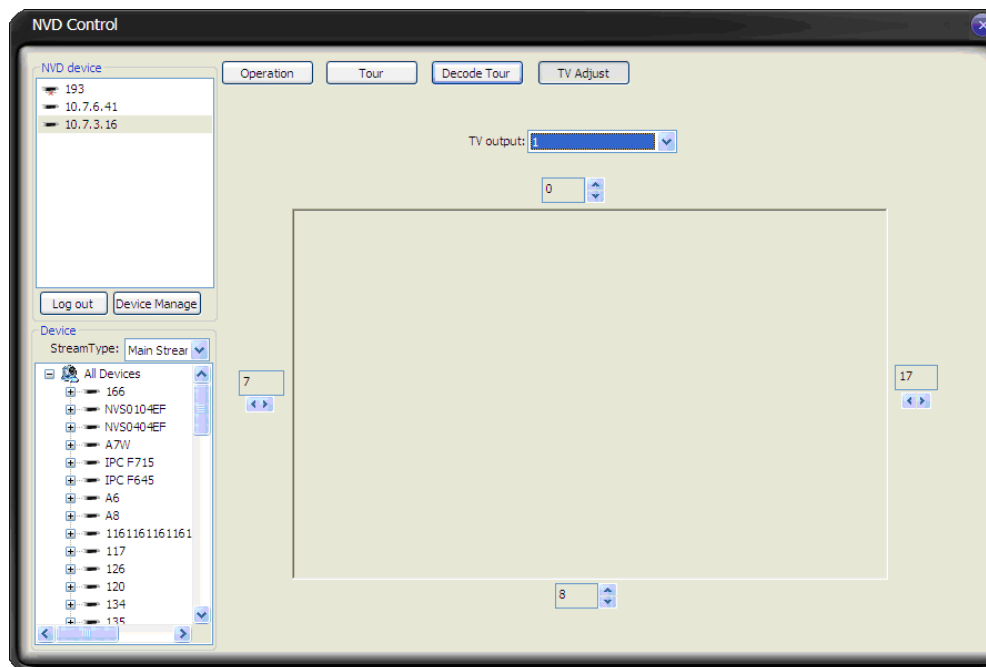 NVD Control
NVD device
193
10.7.6.41
10.7.3.16
Log out
Device Manage
Device
StreamType: Main Strear
All Devices
166
NVS0104EF
NVS0404EF
A7W
IPC F715
IPC F645
A6
A8
1161161161161
117
126
120
134
135
Operation
Tour
Decode Tour
TV Adjust
TV output: 1
0
7
17
8